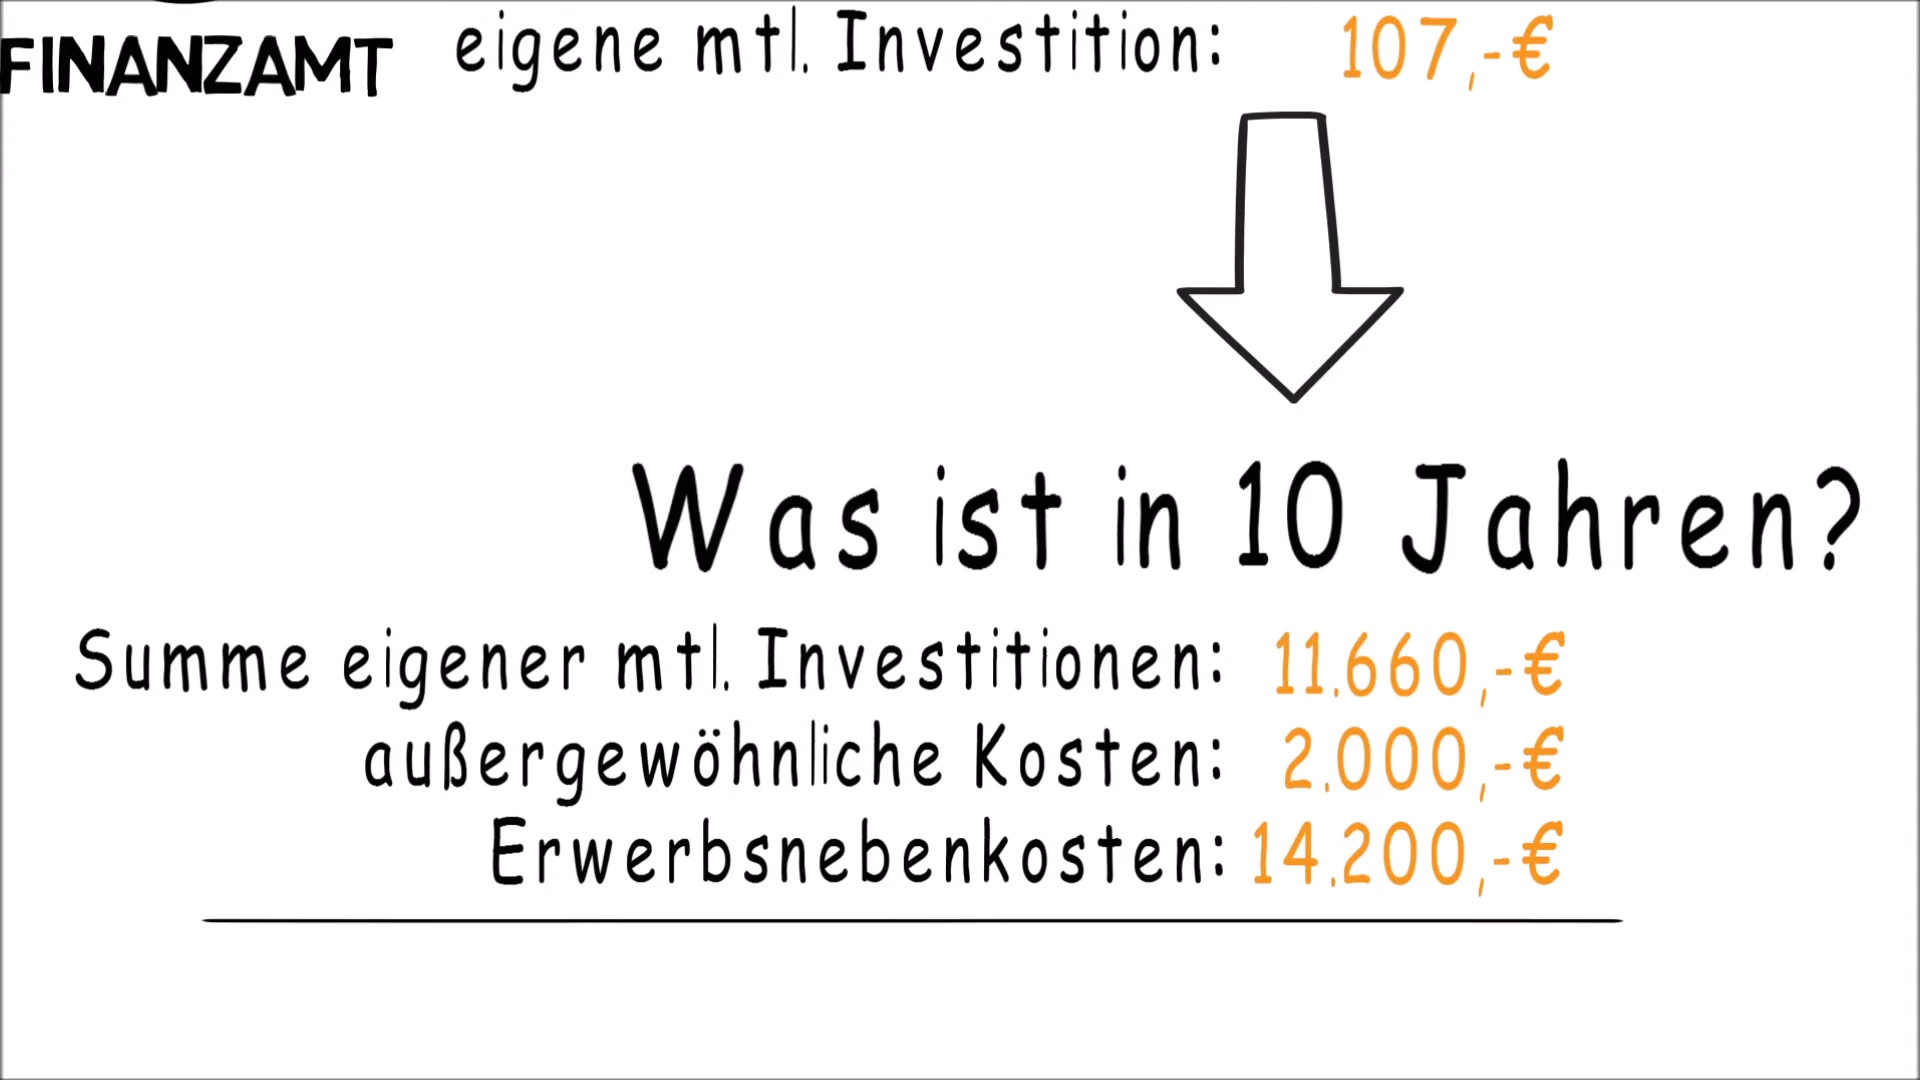 FINANZAMT
eigene mtl. Investition: 107,-€
Was ist in 10 Jahren?
Summe eigener mtl. Investitionen: 11.660,-€
außergewöhnliche Kosten: 2.000,-€
Erwerbsnebenkosten: 14.200,-€